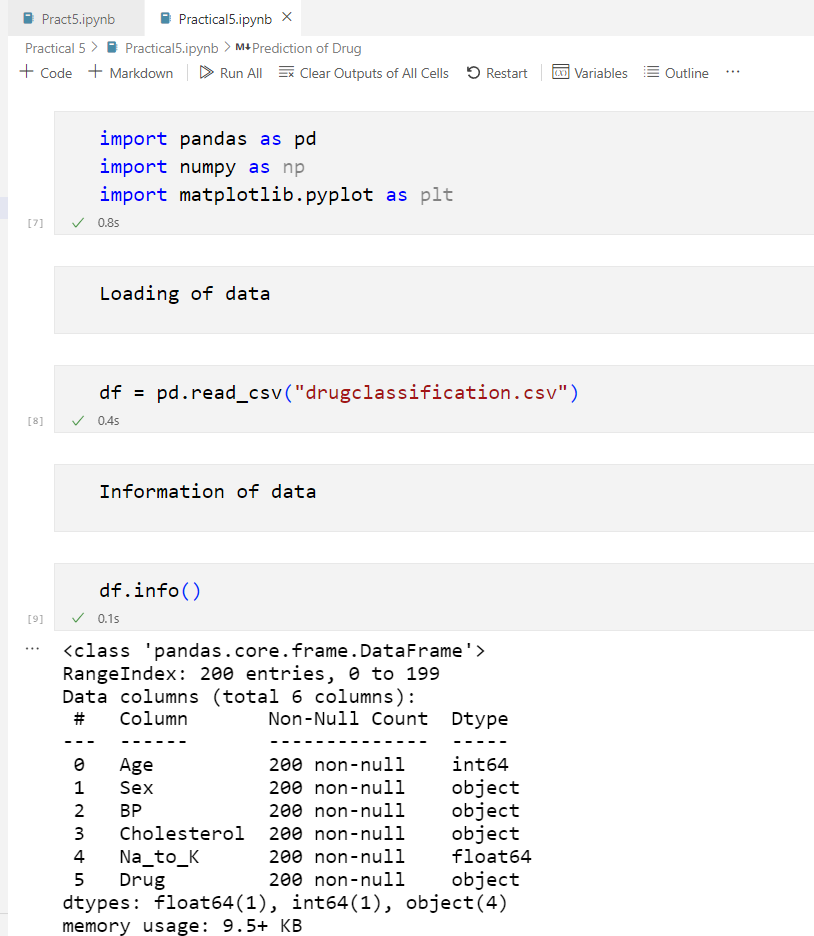 Pract5.ipynb
Practical5.ipynb
Practical 5 > Practical5.ipynb > M↓Prediction of Drug
+ Code + Markdown Run All Clear Outputs of All Cells Restart Variables Outline ...
import pandas as pd
import numpy as np
import matplotlib.pyplot as plt
[7] ✓ 0.8s
Loading of data
df = pd.read_csv("drugclassification.csv")
[8] ✓ 0.4s
Information of data
df.info()
[9] ✓ 0.1s
... <class 'pandas.core.frame.DataFrame'>
RangeIndex: 200 entries, 0 to 199
Data columns (total 6 columns):
 #   Column       Non-Null Count  Dtype
---  ------       --------------  -----
 0   Age          200 non-null    int64
 1   Sex          200 non-null    object
 2   BP           200 non-null    object
 3   Cholesterol  200 non-null    object
 4   Na_to_K      200 non-null    float64
 5   Drug         200 non-null    object
dtypes: float64(1), int64(1), object(4)
memory usage: 9.5+ KB